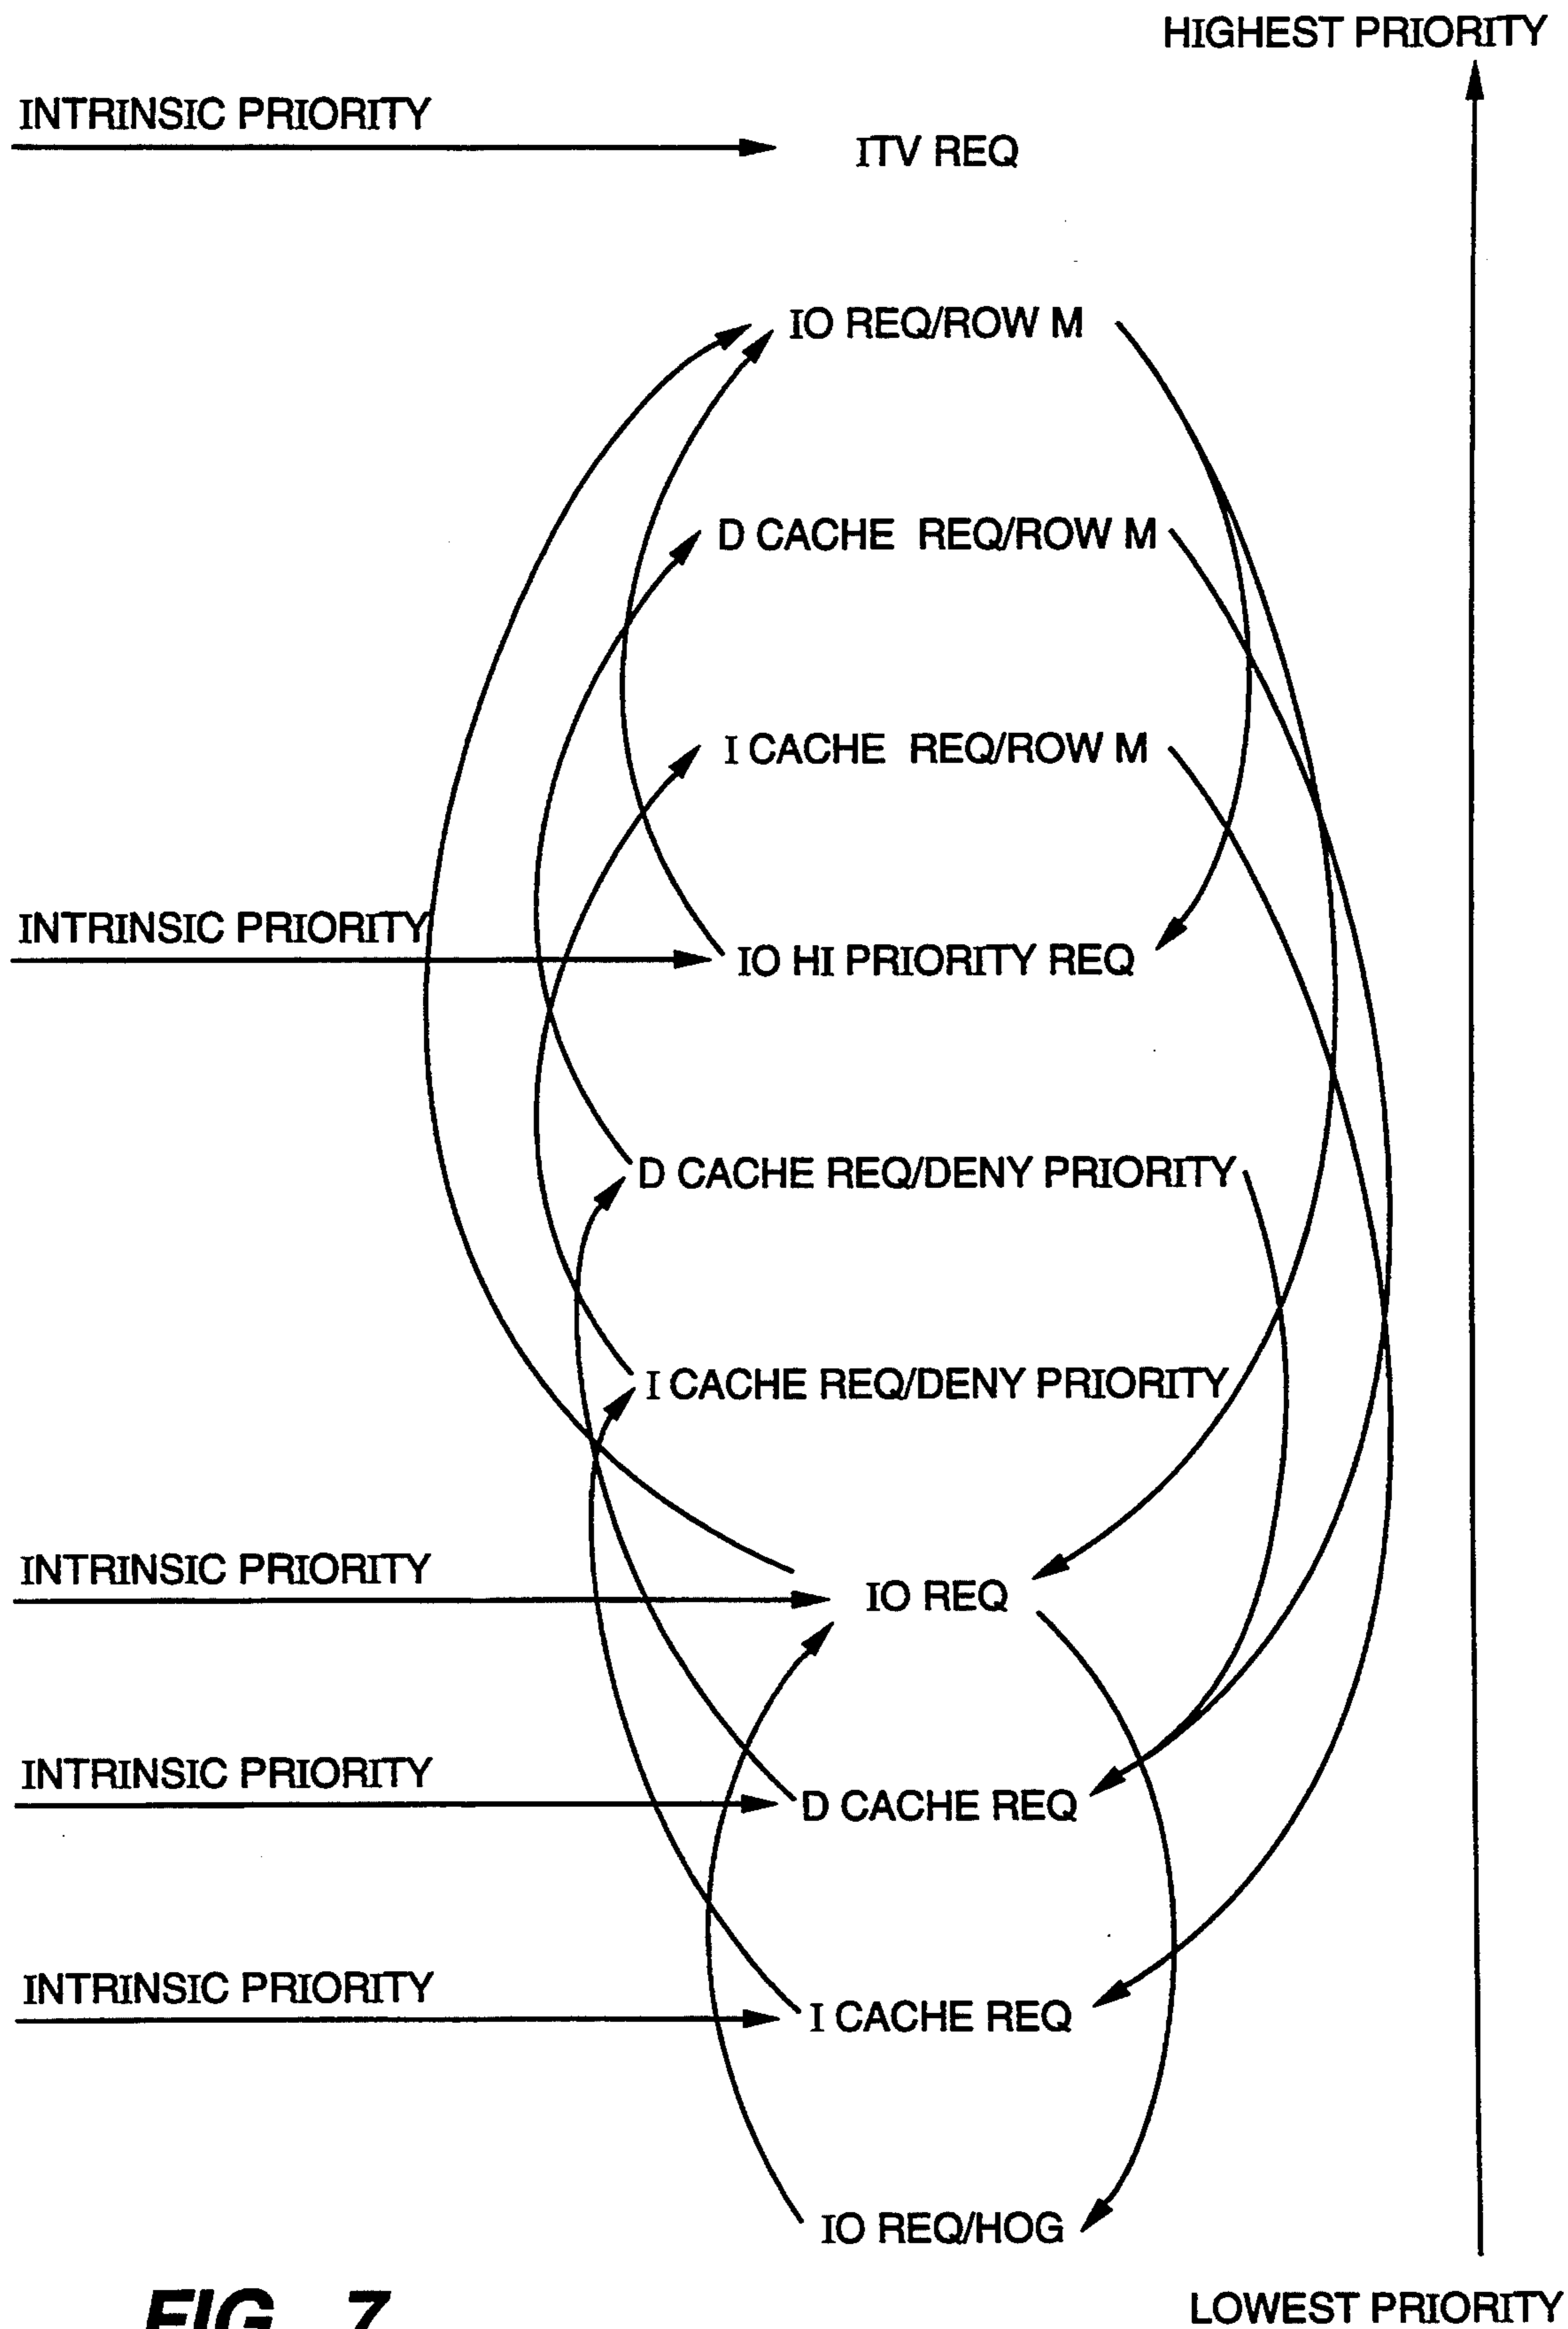 HIGHEST PRIORITY
INTRINSIC PRIORITY
ITV REQ
IO REQ/ROW M
D CACHE REQ/ROW M
I CACHE REQ/ROW M
INTRINSIC PRIORITY
IO HI PRIORITY REQ
D CACHE REQ/DENY PRIORITY
I CACHE REQ/DENY PRIORITY
INTRINSIC PRIORITY
IO REQ
INTRINSIC PRIORITY
D CACHE REQ
INTRINSIC PRIORITY
I CACHE REQ
IO REQ/HOG
FIG. 7
LOWEST PRIORITY